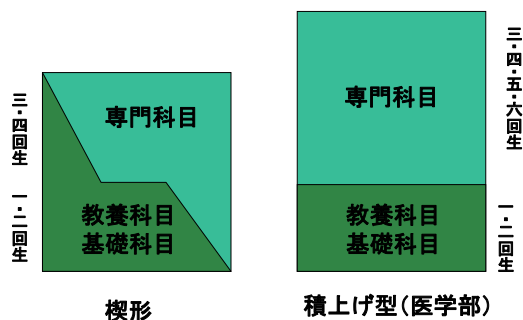 三・四回生
一・二回生
専門科目
教養科目
基礎科目
楔形
専門科目
教養科目
基礎科目
三・四・五・六回生
一・二回生
積上げ型(医学部)